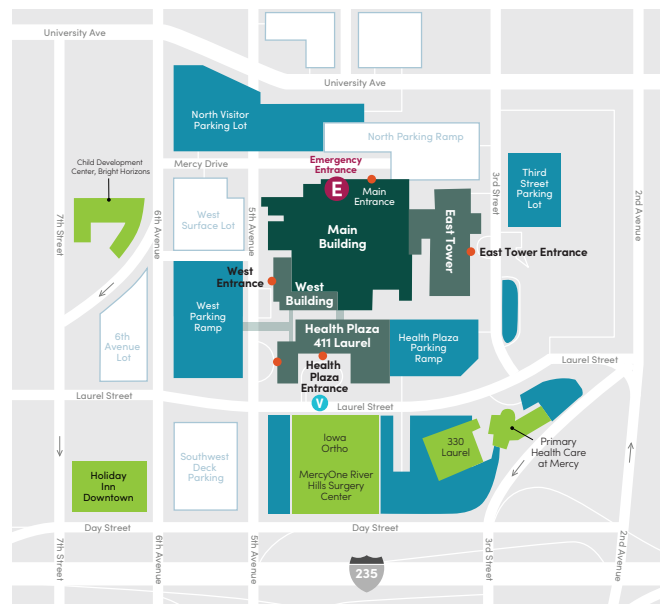 University Ave
University Ave
North Visitor
Parking Lot
North Parking Ramp
Child Development
Center, Bright Horizons
Mercy Drive
Emergency
Entrance
E
Main
Entrance
Third
Street
Parking
Lot
3rd Street
2nd Avenue
7th Street
6th Avenue
West
Surface Lot
5th Avenue
Main
Building
East Tower
East Tower Entrance
West
Entrance
West
Building
West
Parking
Ramp
6th
Avenue
Lot
Health Plaza
411 Laurel
Health Plaza
Parking
Ramp
Health
Plaza
Entrance
V
Laurel Street
Laurel Street
Laurel Street
Iowa
Ortho
MercyOne River
Hills Surgery
Center
330
Laurel
Primary
Health Care
at Mercy
Southwest
Deck
Parking
Holiday
Inn
Downtown
Day Street
Day Street
7th Street
6th Avenue
5th Avenue
3rd Street
2nd Avenue
235